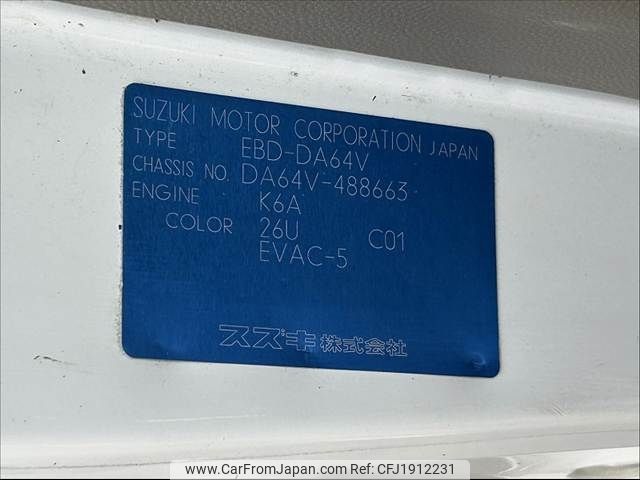 SUZUKI MOTOR CORPORATION JAPAN
TYPE EBD-DA64V
CHASSIS NO. DA64V-488663
ENGINE K6A
COLOR 26U C01
EVAC-5
スズキ株式会社
www.CarFromJapan.com Ref: CFJ1912231